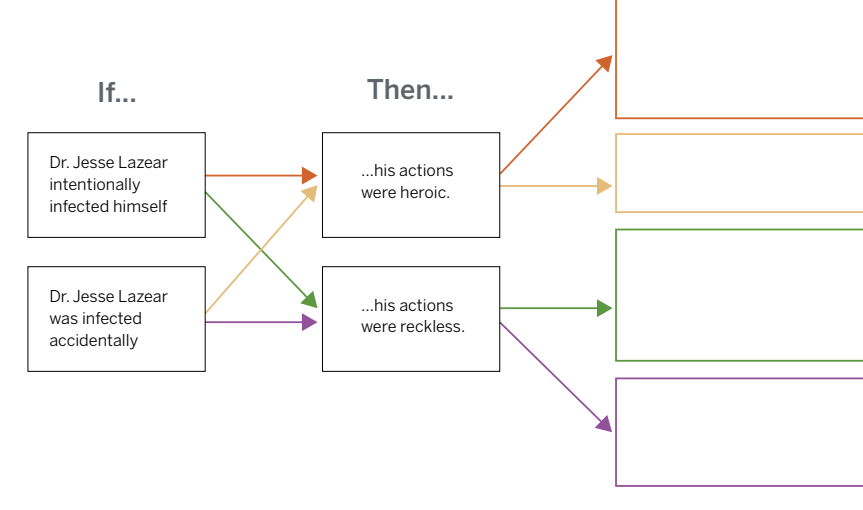 If...
Then...
Dr. Jesse Lazear
intentionally
infected himself
...his actions
were heroic.
Dr. Jesse Lazear
was infected
accidentally
...his actions
were reckless.